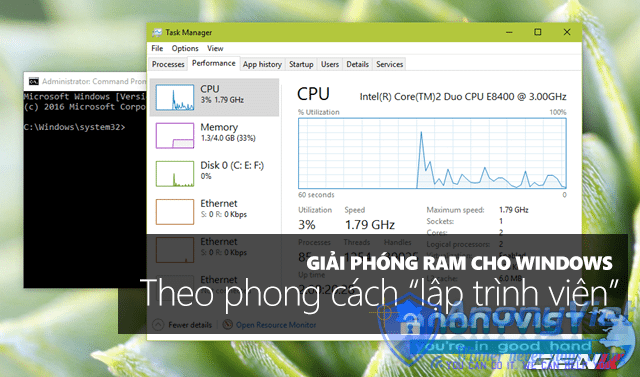 Task Manager
File Options View
Processes Performance App history Startup Users Details Services
Administrator: Command Pron
Microsoft Windows [Versi
(c) 2016 Microsoft Corpo
C:\Windows\system32>
CPU
3% 1.79 GHz
Memory
1.3/4.0 GB (33%)
Disk 0 (C: E: F:)
0%
Ethernet
S: 0 R: 0 Kbps
Ethernet
S: 0 R: 0 Kbps
Ethernet
CPU Intel(R) Core(TM)2 Duo CPU E8400 @ 3.00GHz
% Utilization 100%
60 seconds 0
Utilization Speed Maximum speed: 1.79 GHz
3% 1.79 GHz Sockets: 1
Cores: 2
Processes Threads Handles Logical processors: 2
Up time
GIẢI PHÓNG RAM CHO WINDOWS
Theo phong cách “lập trình viên”
Fewer details Open Resource Monitor
you're in good hand